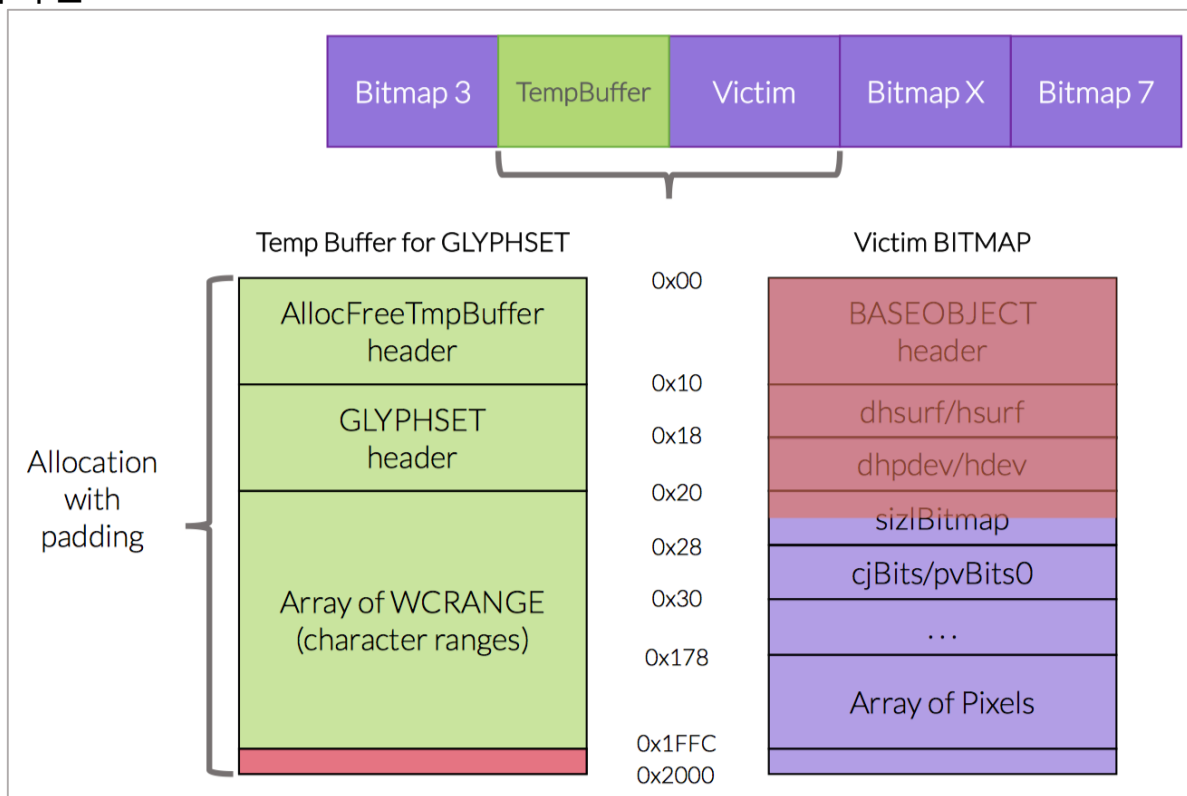 Bitmap 3
TempBuffer
Victim
Bitmap X
Bitmap 7
Temp Buffer for GLYPHSET
Victim BITMAP
Allocation
with
padding
AllocFreeTmpBuffer
header
GLYPHSET
header
Array of WCRANGE
(character ranges)
0x00
0x10
0x18
0x20
0x28
0x30
0x178
0x1FFC
0x2000
BASEOBJECT
header
dhsurf/hsurf
dhpdev/hdev
sizlBitmap
cjBits/pvBits0
...
Array of Pixels